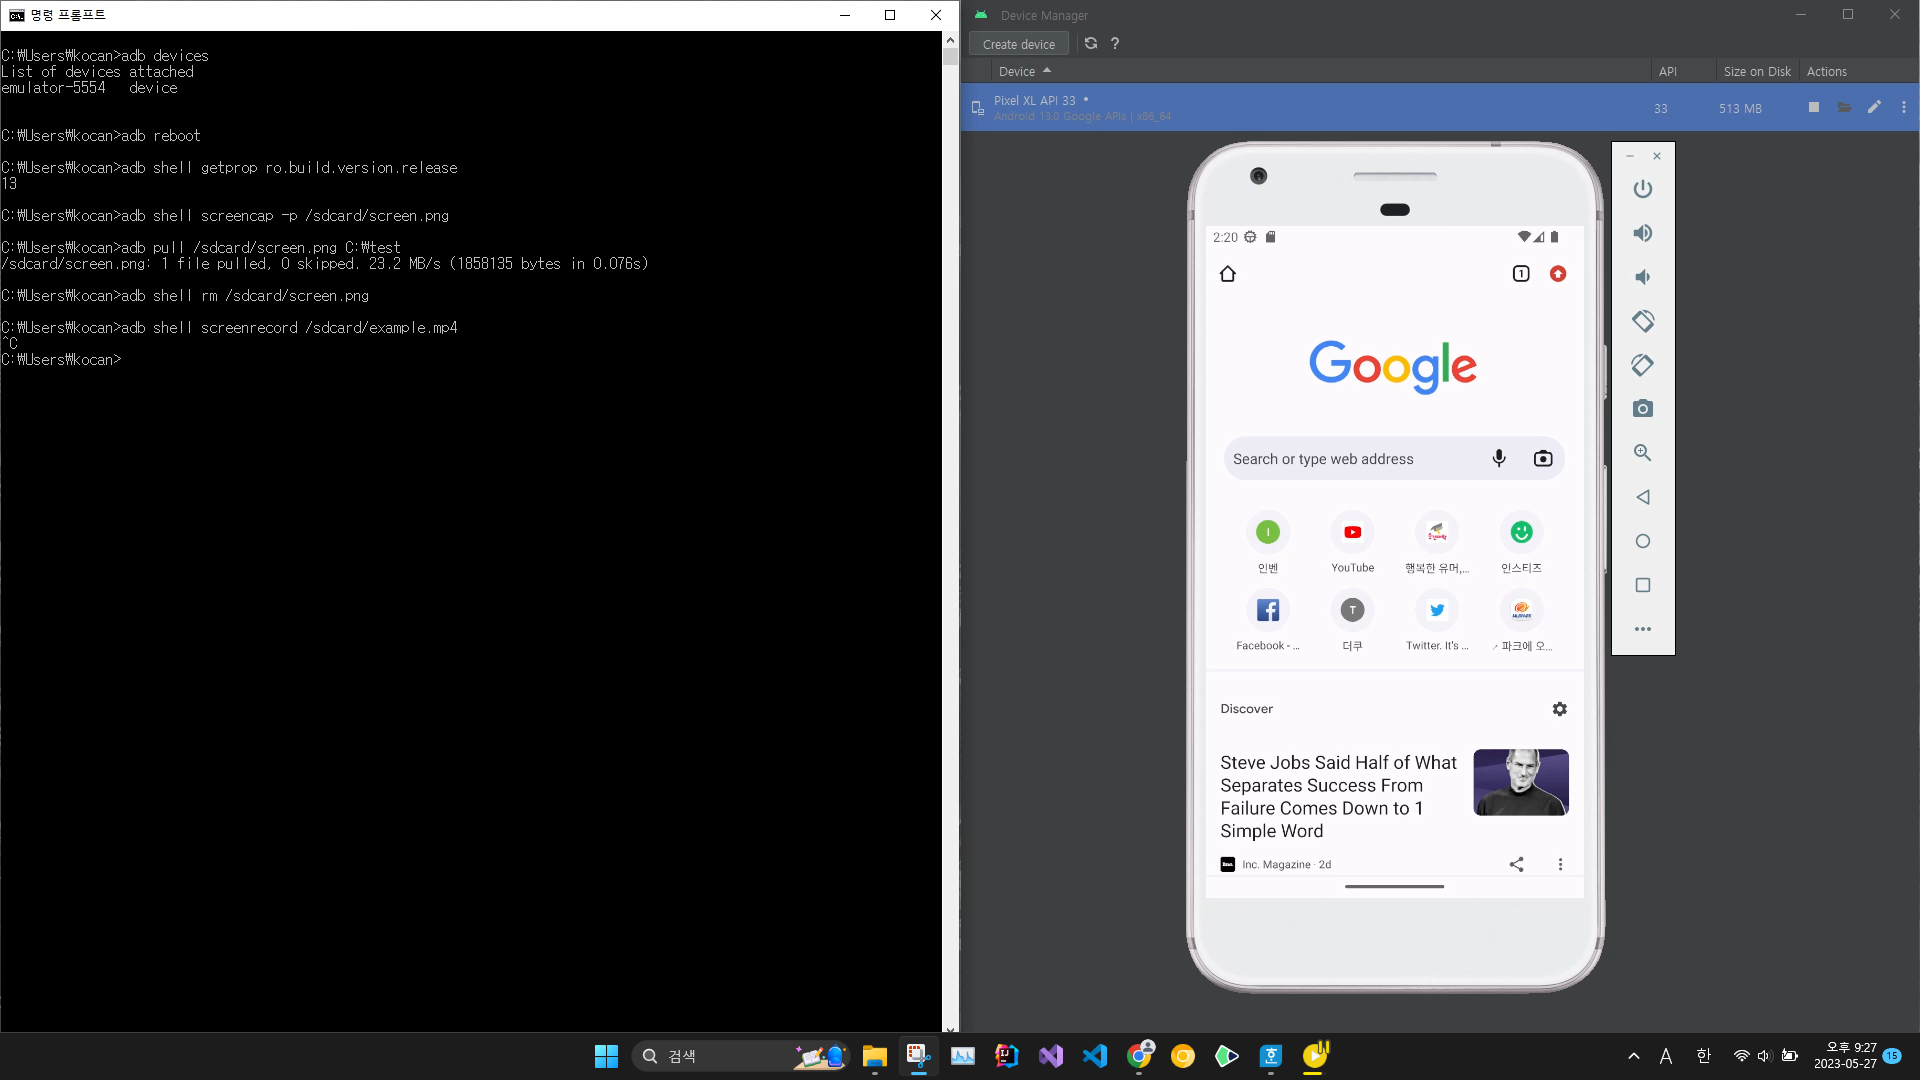 명령 프롬프트
C:\Users\kocan>adb devices
List of devices attached
emulator-5554   device
C:\Users\kocan>adb reboot
C:\Users\kocan>adb shell getprop ro.build.version.release
13
C:\Users\kocan>adb shell screencap -p /sdcard/screen.png
C:\Users\kocan>adb pull /sdcard/screen.png C:\test
/sdcard/screen.png: 1 file pulled, 0 skipped. 23.2 MB/s (1858135 bytes in 0.076s)
C:\Users\kocan>adb shell rm /sdcard/screen.png
C:\Users\kocan>adb shell screenrecord /sdcard/example.mp4
^C
C:\Users\kocan>
Device Manager
Create device
?
Device API Size on Disk Actions
Pixel XL API 33 •
Android 13.0 Google APIs | x86_64
33 513 MB
2:20
1
Google
Search or type web address
I T
인벤 YouTube 행복한 유머,... 인스티즈
Facebook - ... 더쿠 Twitter. It's ... 파크에 오...
Discover
Steve Jobs Said Half of What
Separates Success From
Failure Comes Down to 1
Simple Word
Inc. Magazine · 2d
검색
A 한
오후 9:27
2023-05-27
15